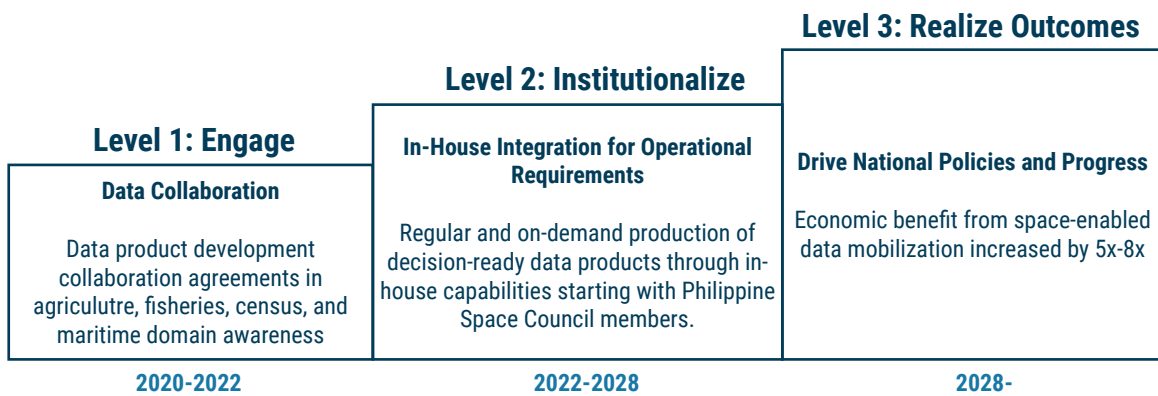 Level 1: Engage
Data Collaboration
Data product development
collaboration agreements in
agriculutre, fisheries, census, and
maritime domain awareness
2020-2022
Level 2: Institutionalize
In-House Integration for Operational
Requirements
Regular and on-demand production of
decision-ready data products through in-
house capabilities starting with Philippine
Space Council members.
2022-2028
Level 3: Realize Outcomes
Drive National Policies and Progress
Economic benefit from space-enabled
data mobilization increased by 5x-8x
2028-